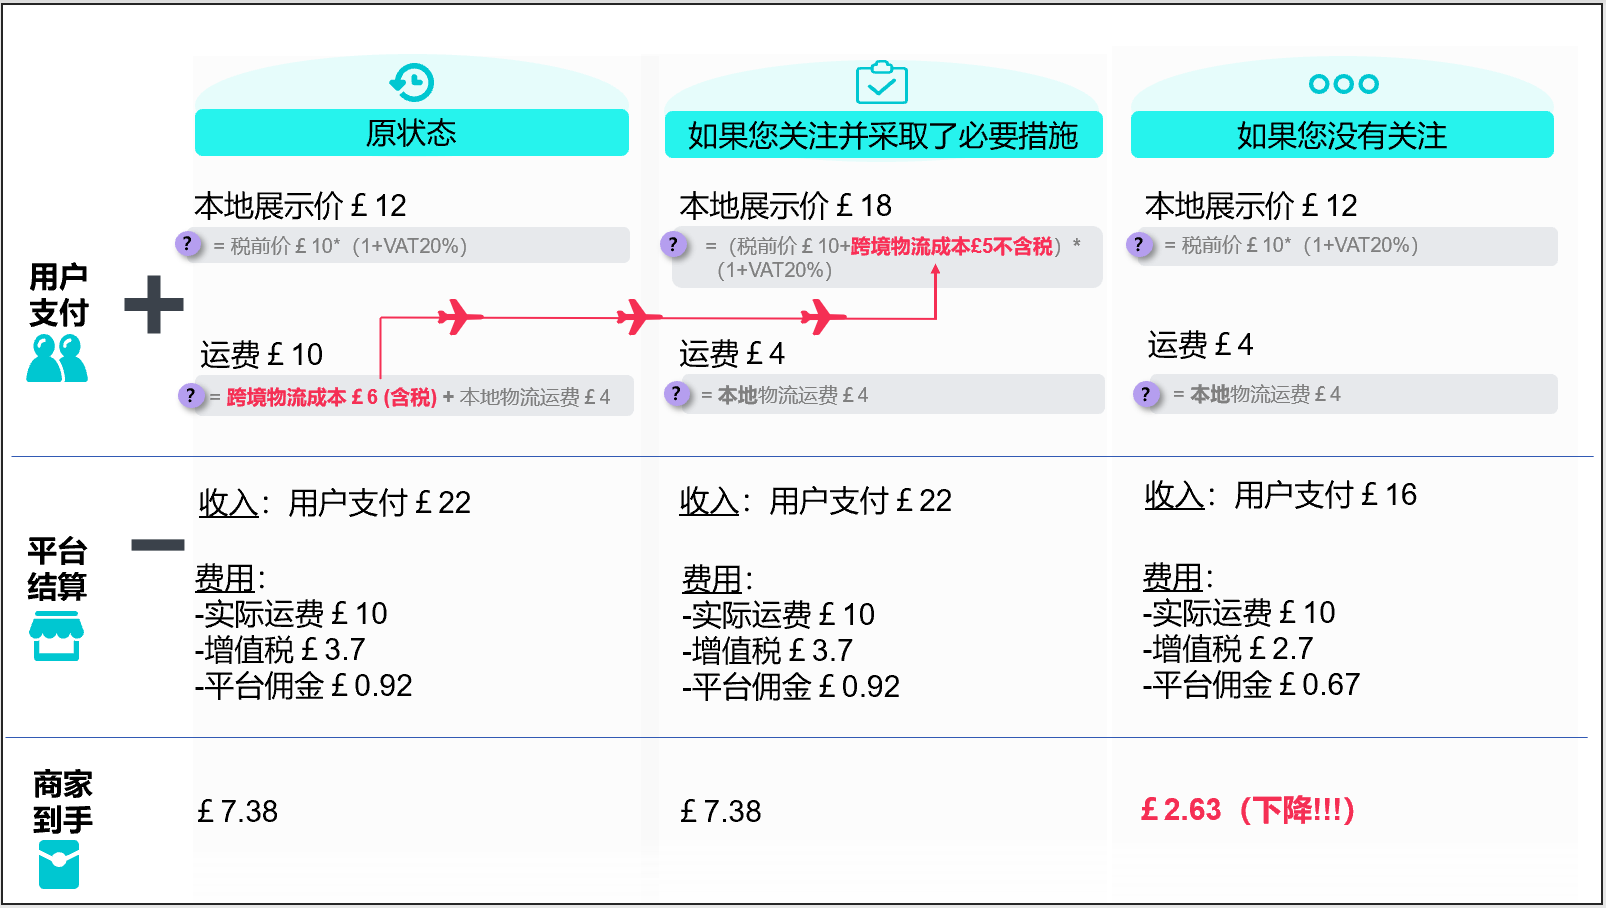 原状态
如果您关注并采取了必要措施
如果您没有关注
用户
支付
本地展示价£12
? =税前价£10*（1+VAT20%）
运费£10
? = 跨境物流成本£6 (含税) + 本地物流运费£4
本地展示价£18
? =（税前价£10+跨境物流成本£5不含税）*
（1+VAT20%）
运费£4
? = 本地物流运费£4
本地展示价£12
? =税前价£10*（1+VAT20%）
运费£4
? = 本地物流运费£4
平台
结算
收入：用户支付£22
费用：
-实际运费£10
-增值税£3.7
-平台佣金£0.92
收入：用户支付£22
费用：
-实际运费£10
-增值税£3.7
-平台佣金£0.92
收入：用户支付£16
费用：
-实际运费£10
-增值税£2.7
-平台佣金£0.67
商家
到手
£7.38
£7.38
£2.63（下降!!!）